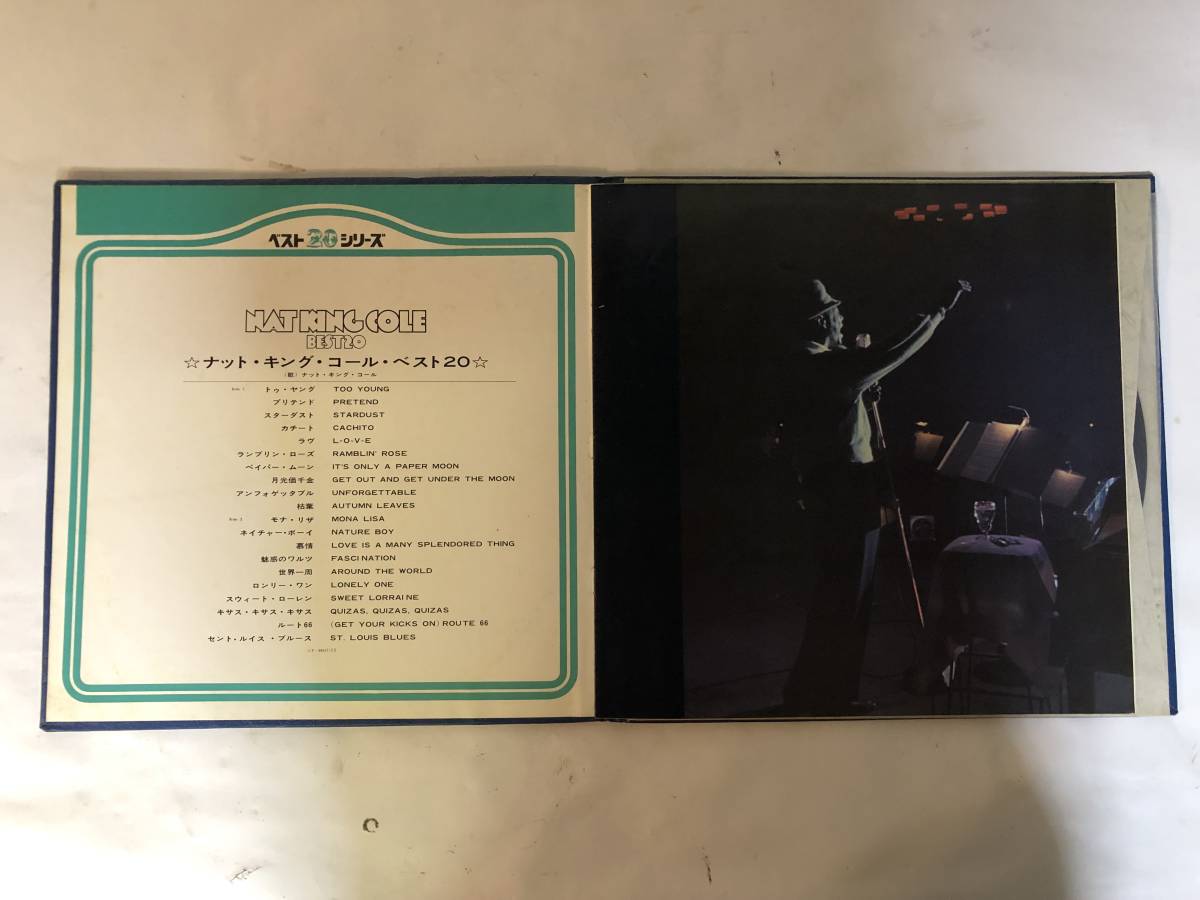 ベスト20シリーズ
NAT KING COLE
BEST20
☆ナット・キング・コール・ベスト20☆
(歌) ナット・キング・コール
Side 1 トゥ・ヤング TOO YOUNG
プリテンド PRETEND
スターダスト STARDUST
カチート CACHITO
ラヴ L-O-V-E
ランブリン・ローズ RAMBLIN' ROSE
ペイパー・ムーン IT'S ONLY A PAPER MOON
月光価千金 GET OUT AND GET UNDER THE MOON
アンフォゲッタブル UNFORGETTABLE
枯葉 AUTUMN LEAVES
Side 2 モナ・リザ MONA LISA
ネイチャー・ボーイ NATURE BOY
慕情 LOVE IS A MANY SPLENDORED THING
魅惑のワルツ FASCINATION
世界一周 AROUND THE WORLD
ロンリー・ワン LONELY ONE
スウィート・ローレン SWEET LORRAINE
キサス・キサス・キサス QUIZAS, QUIZAS, QUIZAS
ルート66 (GET YOUR KICKS ON) ROUTE 66
セント・ルイス・ブルース ST. LOUIS BLUES